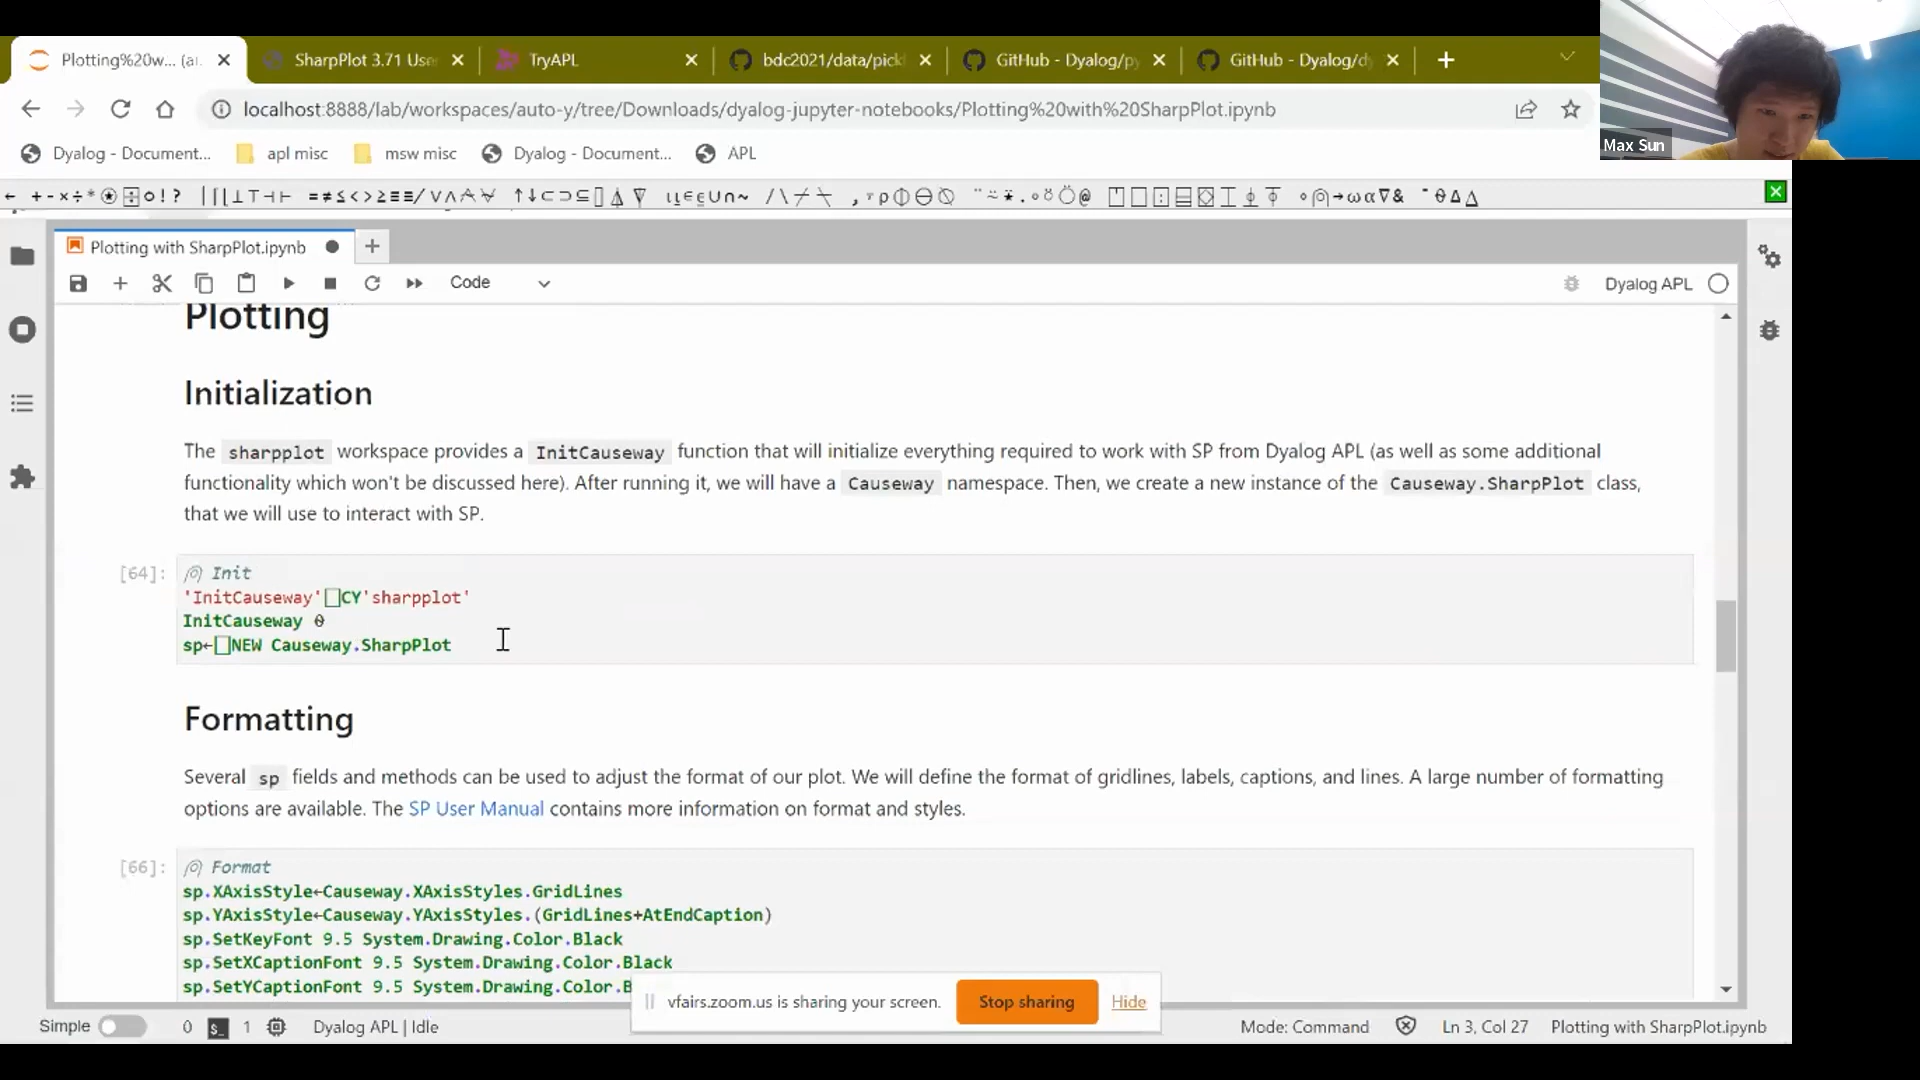 Plotting%20w... (au
SharpPlot 3.71 Use
TryAPL
bdc2021/data/pick
GitHub - Dyalog/py
GitHub - Dyalog/dy
localhost:8888/lab/workspaces/auto-y/tree/Downloads/dyalog-jupyter-notebooks/Plotting%20with%20SharpPlot.ipynb
Dyalog - Document...
apl misc
msw misc
Dyalog - Document...
APL
Max Sun
Plotting with SharpPlot.ipynb
Code
Dyalog APL
Plotting
Initialization
The sharpplot workspace provides a InitCauseway function that will initialize everything required to work with SP from Dyalog APL (as well as some additional
functionality which won't be discussed here). After running it, we will have a Causeway namespace. Then, we create a new instance of the Causeway.SharpPlot class,
that we will use to interact with SP.
[64]:
⍝ Init
'InitCauseway'⎕CY'sharpplot'
InitCauseway ⍬
sp←⎕NEW Causeway.SharpPlot
Formatting
Several sp fields and methods can be used to adjust the format of our plot. We will define the format of gridlines, labels, captions, and lines. A large number of formatting
options are available. The SP User Manual contains more information on format and styles.
[66]:
⍝ Format
sp.XAxisStyle←Causeway.XAxisStyles.GridLines
sp.YAxisStyle←Causeway.YAxisStyles.(GridLines+AtEndCaption)
sp.SetKeyFont 9.5 System.Drawing.Color.Black
sp.SetXCaptionFont 9.5 System.Drawing.Color.Black
sp.SetYCaptionFont 9.5 System.Drawing.Color.B
vfairs.zoom.us is sharing your screen.
Stop sharing
Hide
Simple
0
1
Dyalog APL | Idle
Mode: Command
Ln 3, Col 27
Plotting with SharpPlot.ipynb